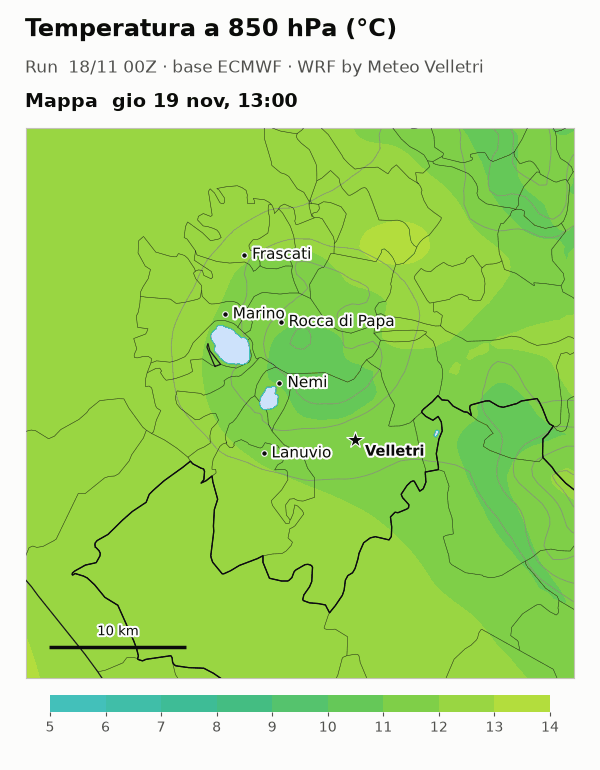 Temperatura a 850 hPa (°C)
Run  18/11 00Z · base ECMWF · WRF by Meteo Velletri
Mappa  gio 19 nov, 13:00
Frascati
Marino
Rocca di Papa
Nemi
Velletri
Lanuvio
10 km
5 6 7 8 9 10 11 12 13 14